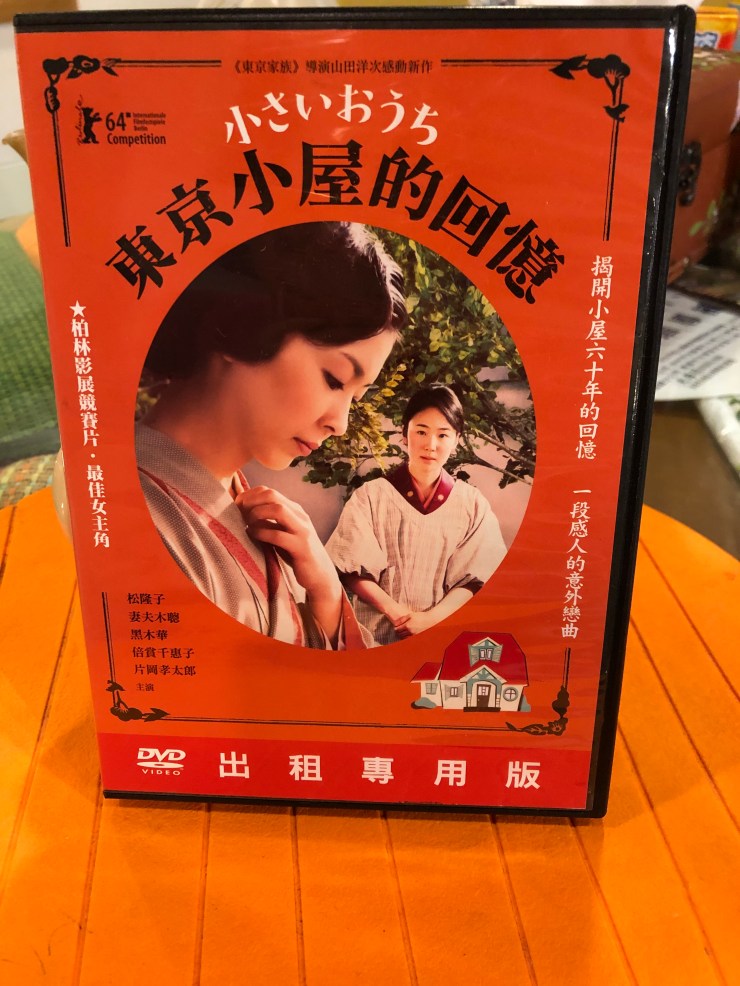 《東京家族》導演山田洋次感動新作
64
Internationale
Filmfestspiele
Berlin
Competition
小さいおうち
東京小屋的回憶
揭開小屋六十年的回憶 一段感人的意外戀曲
★柏林影展競賽片・最佳女主角
松隆子
妻夫木聰
黑木華
倍賞千惠子
片岡孝太郎
主演
DVD
VIDEO
出租專用版